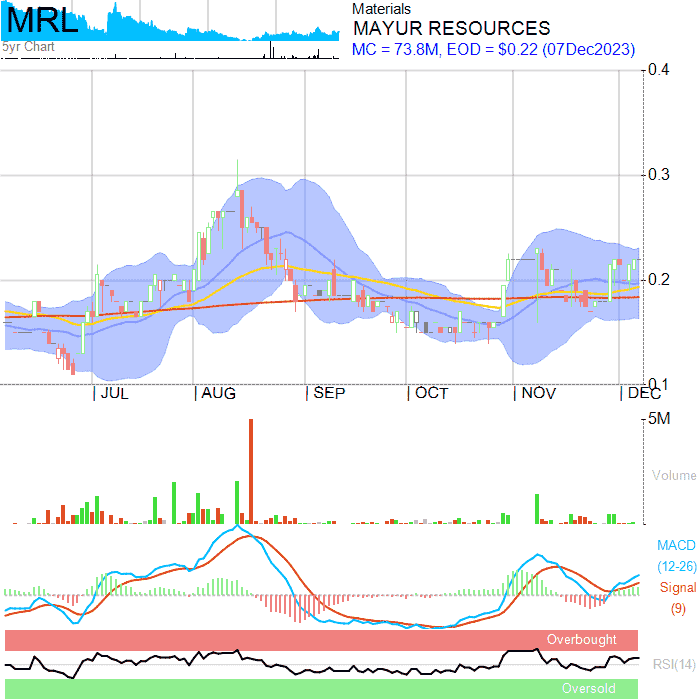 MRL
5yr Chart
Materials
MAYUR RESOURCES
MC = 73.8M, EOD = $0.22 (07Dec2023)
0.4
0.3
0.2
0.1
JUL
AUG
SEP
OCT
NOV
DEC
5M
Volume
MACD
(12-26)
Signal
(9)
Overbought
RSI(14)
Oversold